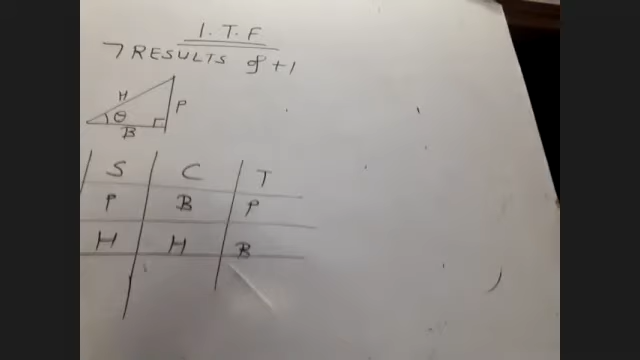 I. T. F
7 RESULTS of +1
H
P
θ
B
S C T
P B P
H H B